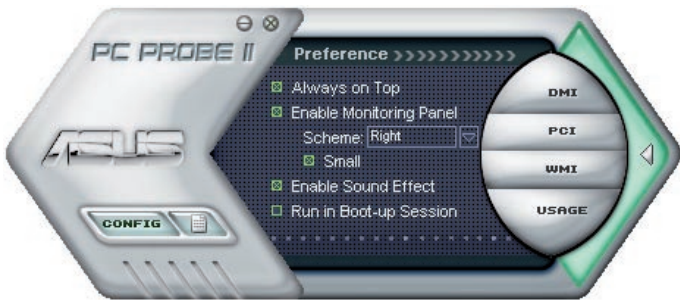 PC PROBE II
Preference
Always on Top
Enable Monitoring Panel
Scheme: Right
Small
Enable Sound Effect
Run in Boot-up Session
ASUS
CONFIG
DMI
PCI
WMI
USAGE